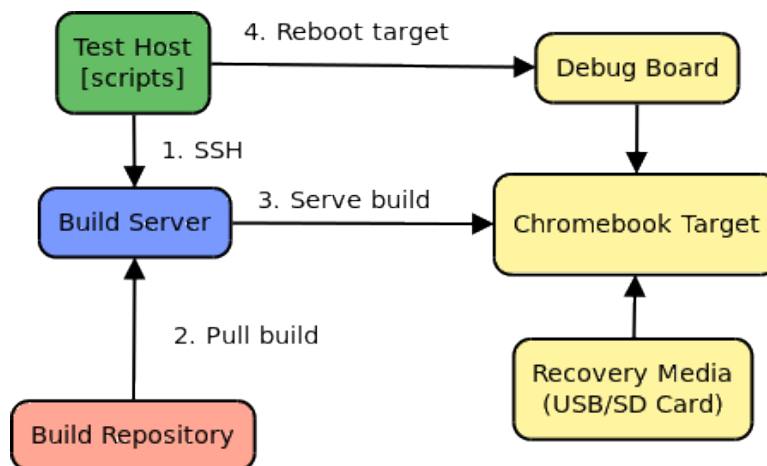 Test Host
[scripts]
4. Reboot target
Debug Board
1. SSH
Build Server
3. Serve build
Chromebook Target
2. Pull build
Recovery Media
(USB/SD Card)
Build Repository